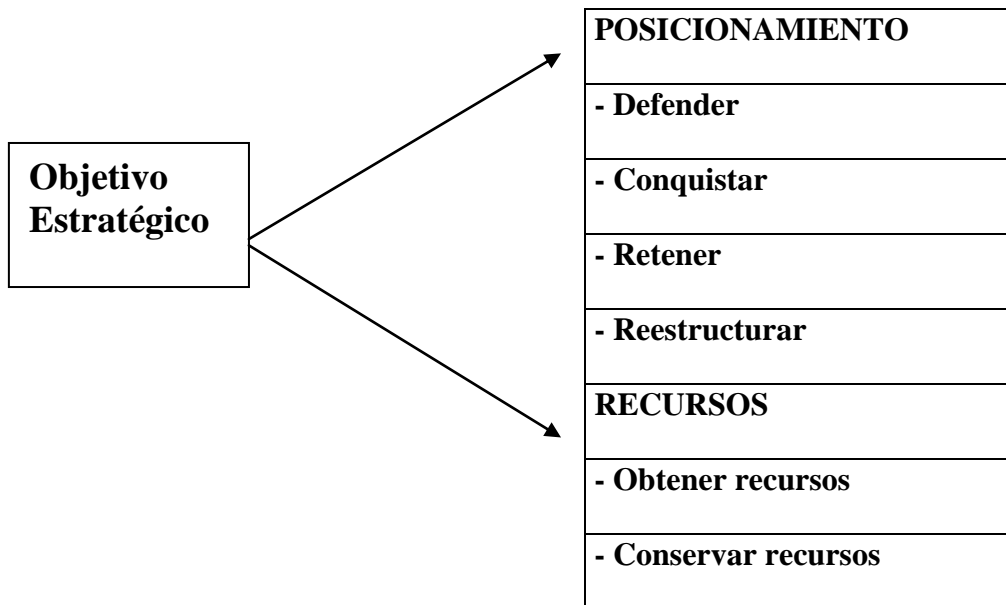 Objetivo
Estratégico
POSICIONAMIENTO
- Defender
- Conquistar
- Retener
- Reestructurar
RECURSOS
- Obtener recursos
- Conservar recursos